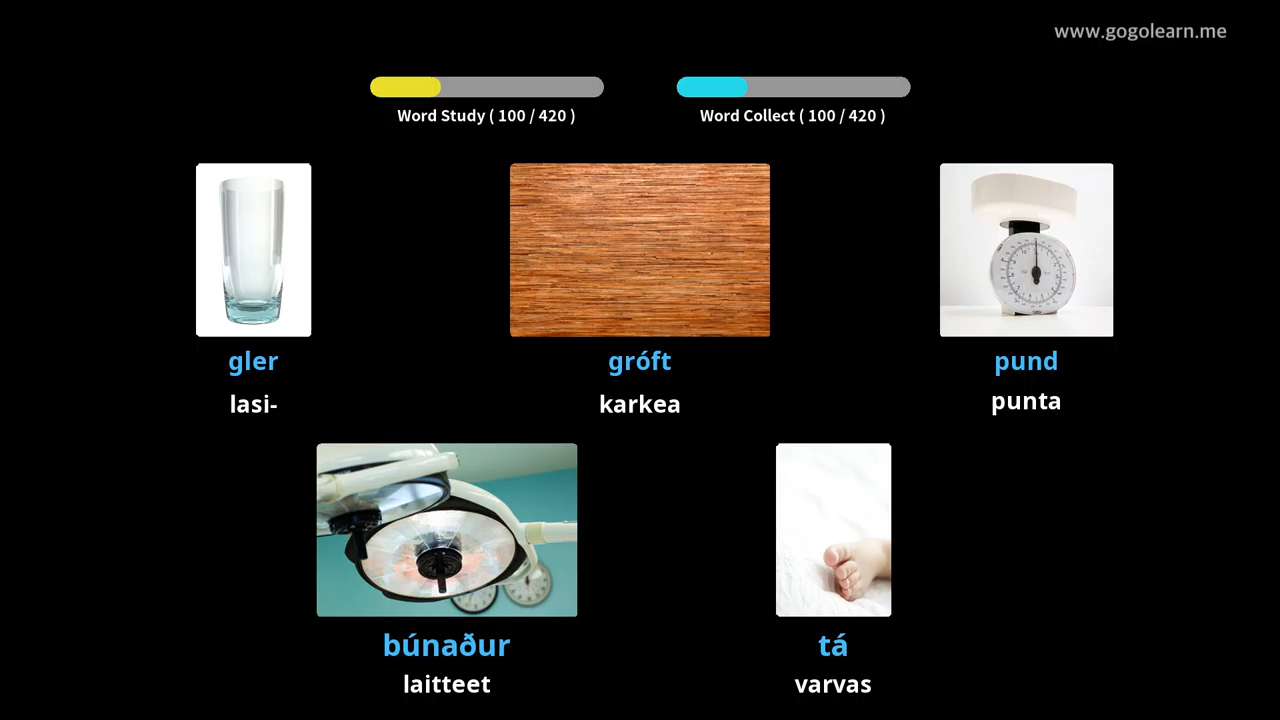 www.gogolearn.me
Word Study ( 100 / 420 )
Word Collect ( 100 / 420 )
gler
gróft
pund
lasi-
karkea
punta
búnaður
tá
laitteet
varvas